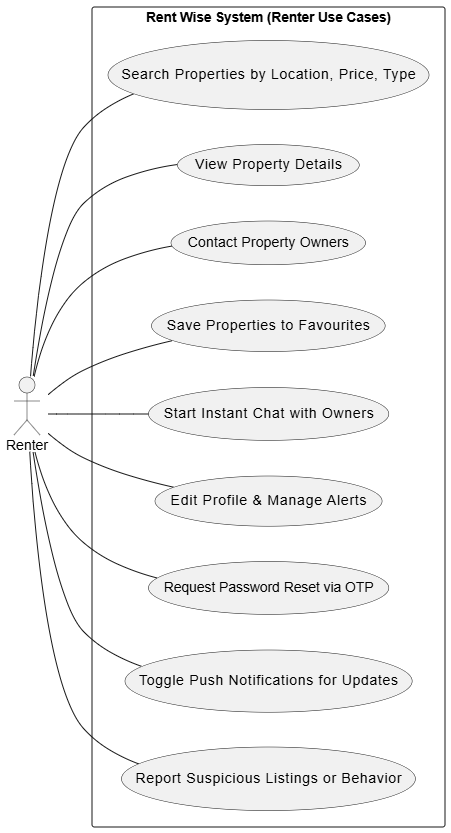 Rent Wise System (Renter Use Cases)
Search Properties by Location, Price, Type
View Property Details
Contact Property Owners
Save Properties to Favourites
Start Instant Chat with Owners
Renter
Edit Profile & Manage Alerts
Request Password Reset via OTP
Toggle Push Notifications for Updates
Report Suspicious Listings or Behavior